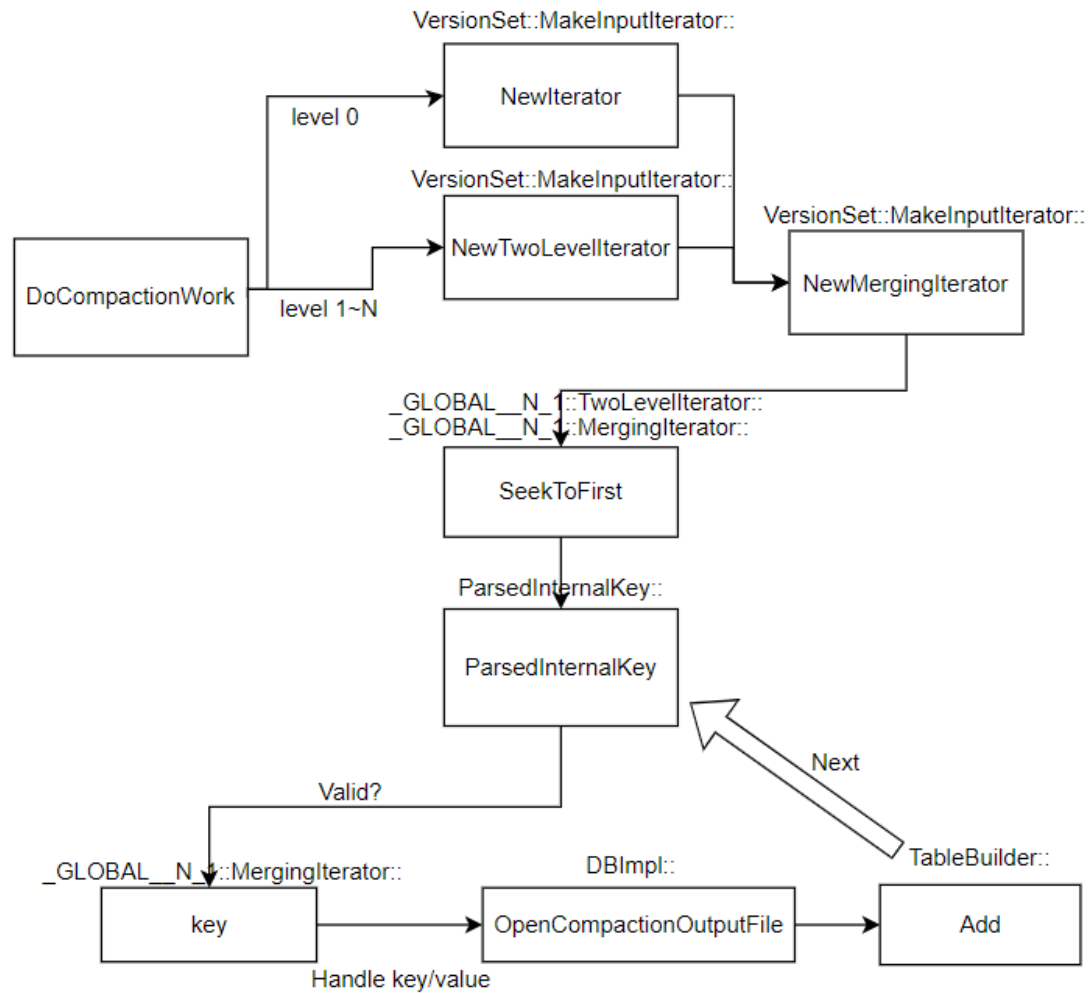 VersionSet::MakeInputIterator::
NewIterator
level 0
VersionSet::MakeInputIterator::
NewTwoLevelIterator
VersionSet::MakeInputIterator::
DoCompactionWork
NewMergingIterator
level 1~N
_GLOBAL__N_1::TwoLevelIterator::
_GLOBAL__N_1::MergingIterator::
SeekToFirst
ParsedInternalKey::
ParsedInternalKey
Next
Valid?
_GLOBAL__N_1::MergingIterator::
DBImpl::
TableBuilder::
key
OpenCompactionOutputFile
Add
Handle key/value